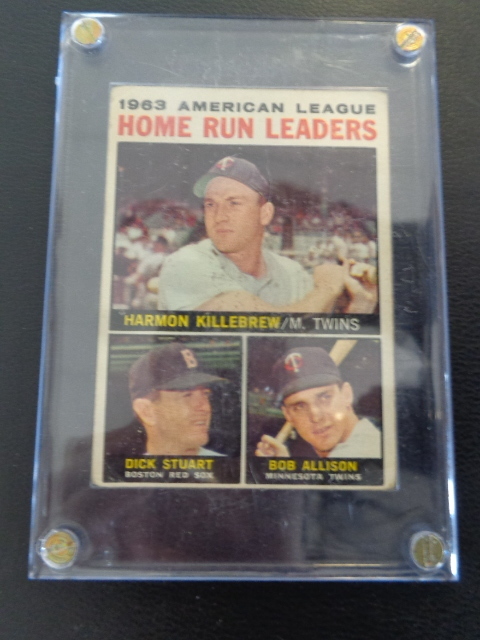 1963 AMERICAN LEAGUE
HOME RUN LEADERS
HARMON KILLEBREW/M. TWINS
B
DICK STUART
BOSTON RED SOX
BOB ALLISON
MINNESOTA TWINS